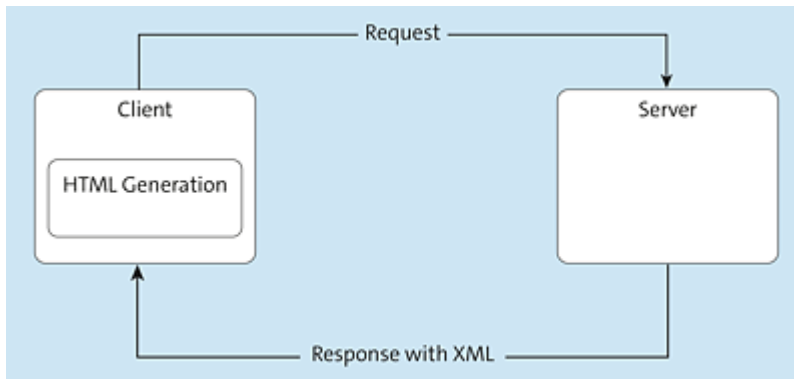 Request
Client
Server
HTML Generation
Response with XML